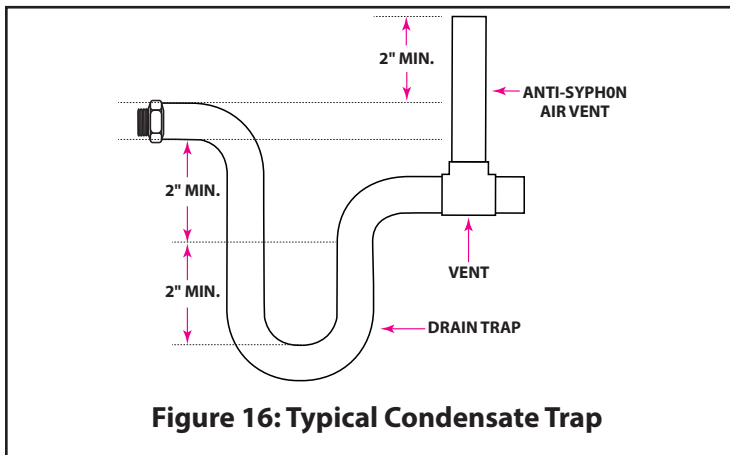 2" MIN.
ANTI-SYPH0N
AIR VENT
2" MIN.
2" MIN.
VENT
DRAIN TRAP
Figure 16: Typical Condensate Trap